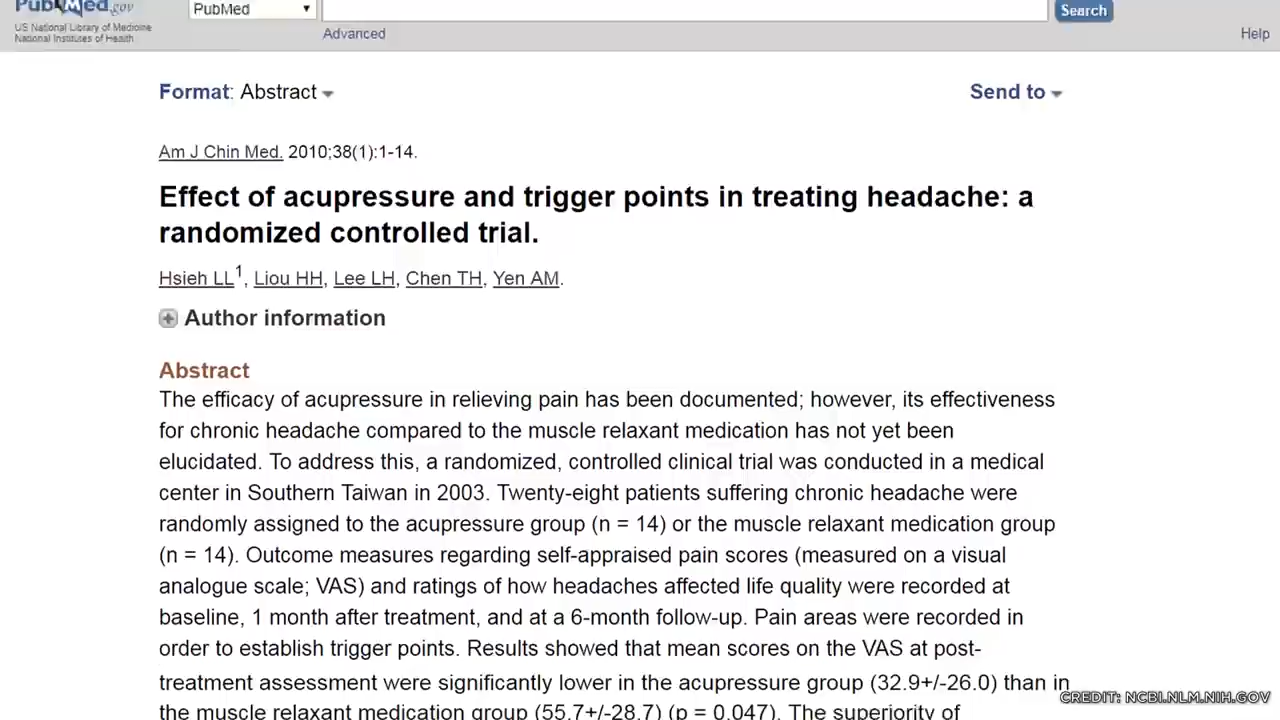 PubMed.gov
US National Library of Medicine
National Institutes of Health
PubMed
Search
Advanced
Help
Format: Abstract
Send to
Am J Chin Med. 2010;38(1):1-14.
Effect of acupressure and trigger points in treating headache: a
randomized controlled trial.
Hsieh LL1, Liou HH, Lee LH, Chen TH, Yen AM.
Author information
Abstract
The efficacy of acupressure in relieving pain has been documented; however, its effectiveness
for chronic headache compared to the muscle relaxant medication has not yet been
elucidated. To address this, a randomized, controlled clinical trial was conducted in a medical
center in Southern Taiwan in 2003. Twenty-eight patients suffering chronic headache were
randomly assigned to the acupressure group (n = 14) or the muscle relaxant medication group
(n = 14). Outcome measures regarding self-appraised pain scores (measured on a visual
analogue scale; VAS) and ratings of how headaches affected life quality were recorded at
baseline, 1 month after treatment, and at a 6-month follow-up. Pain areas were recorded in
order to establish trigger points. Results showed that mean scores on the VAS at post-
treatment assessment were significantly lower in the acupressure group (32.9+/-26.0) than in
the muscle relaxant medication group (55.7+/-28.7) (p = 0.047). The superiority of
CREDIT: NCBI.NLM.NIH.GOV